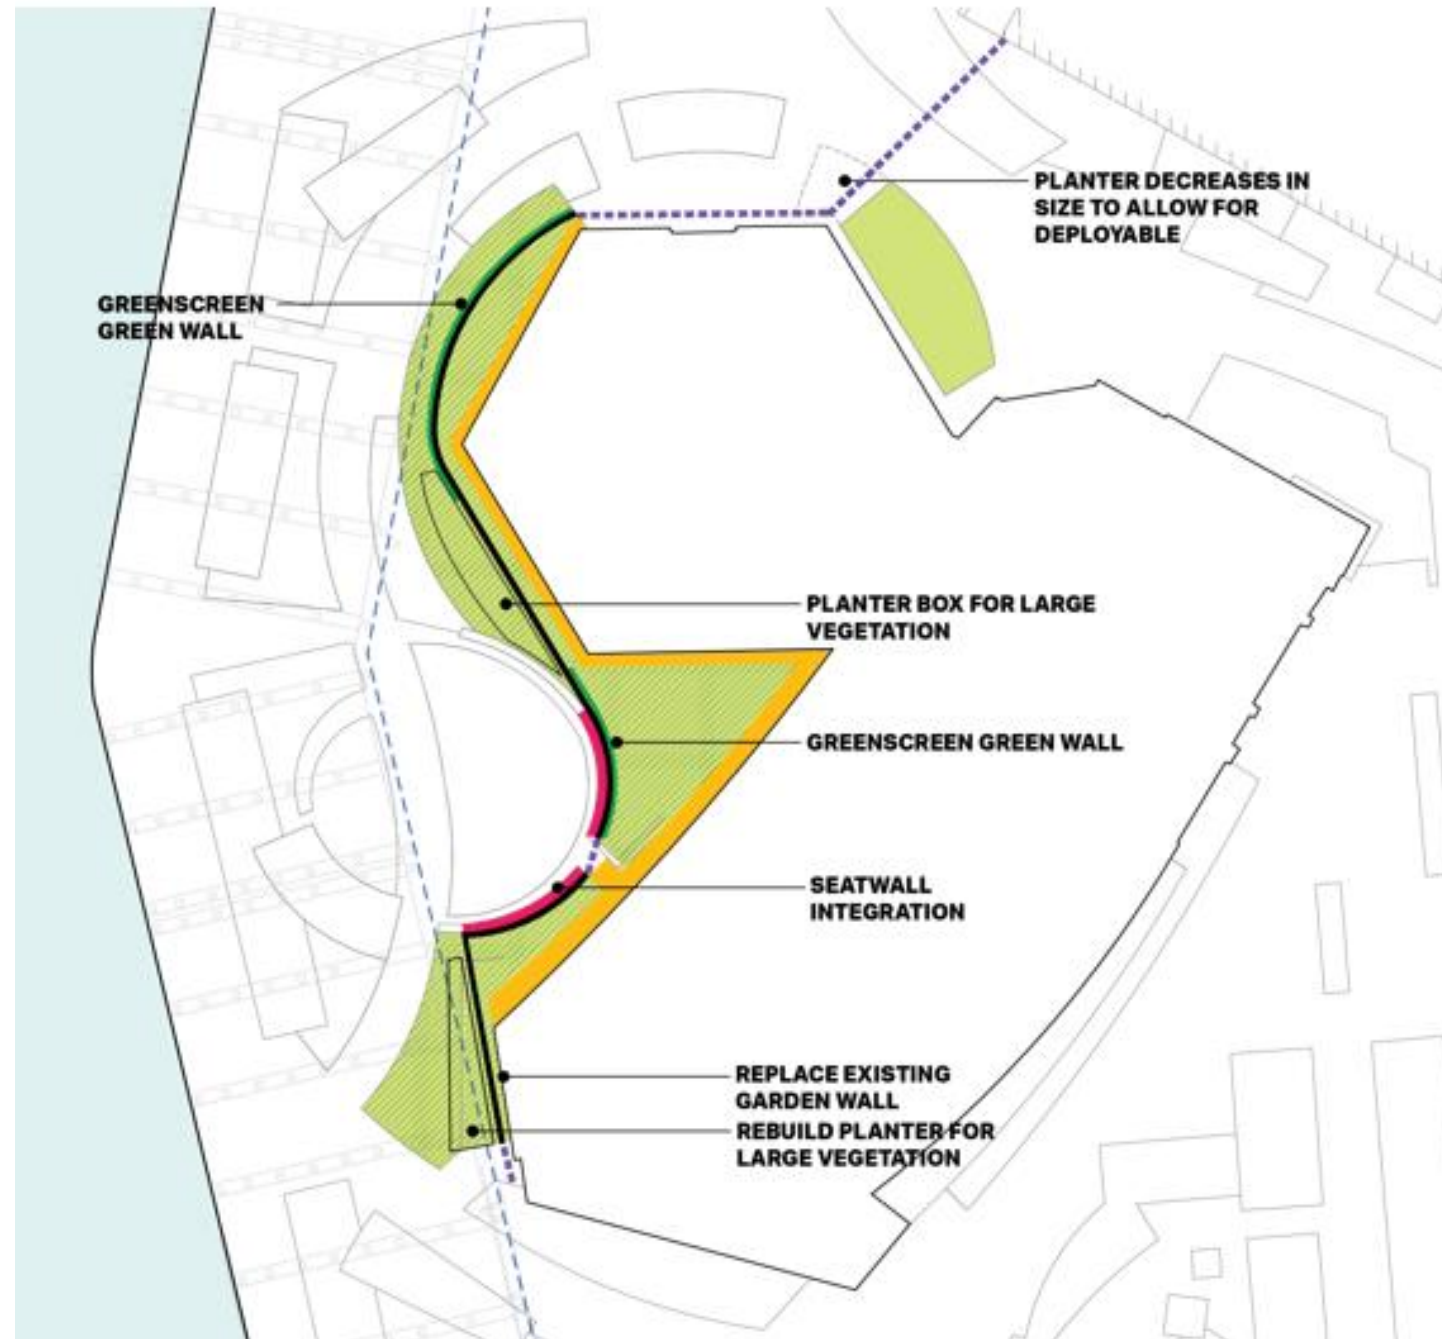 PLANTER DECREASES IN
SIZE TO ALLOW FOR
DEPLOYABLE
GREENSCREEN
GREEN WALL
PLANTER BOX FOR LARGE
VEGETATION
GREENSCREEN GREEN WALL
SEATWALL
INTEGRATION
REPLACE EXISTING
GARDEN WALL
REBUILD PLANTER FOR
LARGE VEGETATION